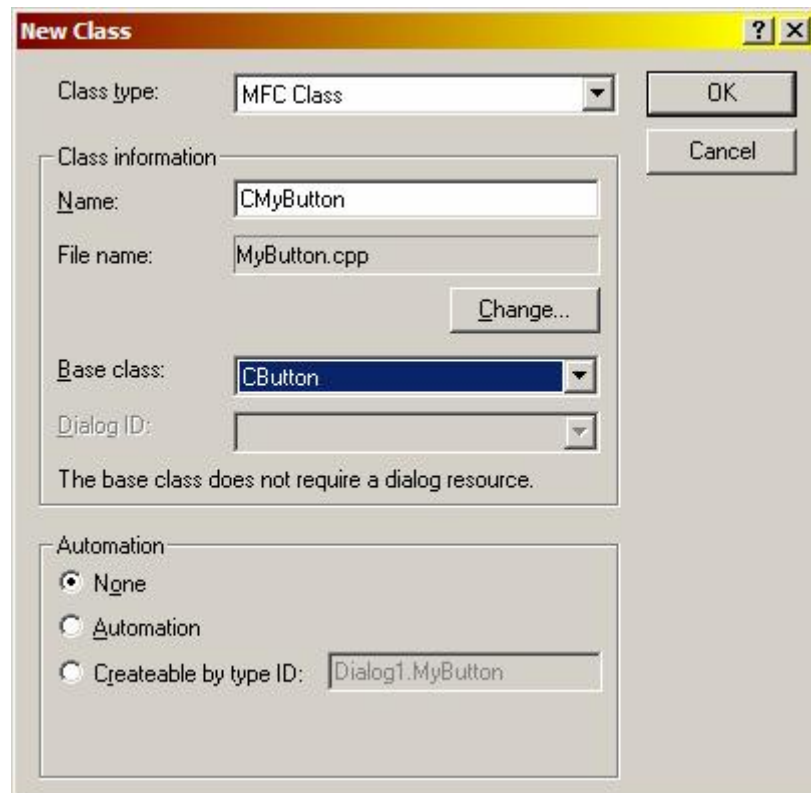 New Class
Class type: MFC Class
OK
Cancel
Class information
Name: CMyButton
File name: MyButton.cpp
Change...
Base class: CButton
Dialog ID:
The base class does not require a dialog resource.
Automation
None
Automation
Createable by type ID: Dialog1.MyButton